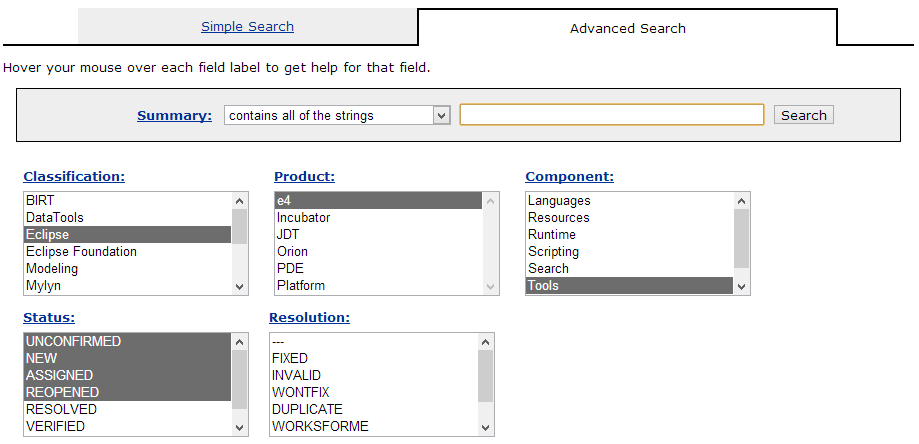 Simple Search
Advanced Search
Hover your mouse over each field label to get help for that field.
Summary: contains all of the strings Search
Classification:
BIRT
DataTools
Eclipse
Eclipse Foundation
Modeling
Mylyn
Product:
e4
Incubator
JDT
Orion
PDE
Platform
Component:
Languages
Resources
Runtime
Scripting
Search
Tools
Status:
UNCONFIRMED
NEW
ASSIGNED
REOPENED
RESOLVED
VERIFIED
Resolution:
---
FIXED
INVALID
WONTFIX
DUPLICATE
WORKSFORME